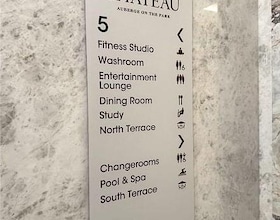 CHATEAU
AUBERGE ON THE PARK
5
Fitness Studio
Washroom
Entertainment
Lounge
Dining Room
Study
North Terrace
Changerooms
Pool & Spa
South Terrace